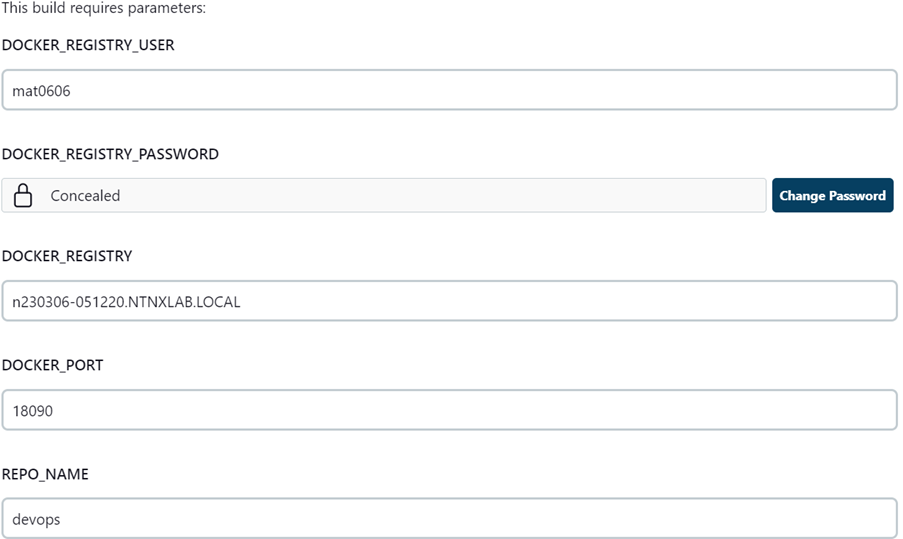 This build requires parameters:
DOCKER_REGISTRY_USER
mat0606
DOCKER_REGISTRY_PASSWORD
Concealed
Change Password
DOCKER_REGISTRY
n230306-051220.NTNXLAB.LOCAL
DOCKER_PORT
18090
REPO_NAME
devops